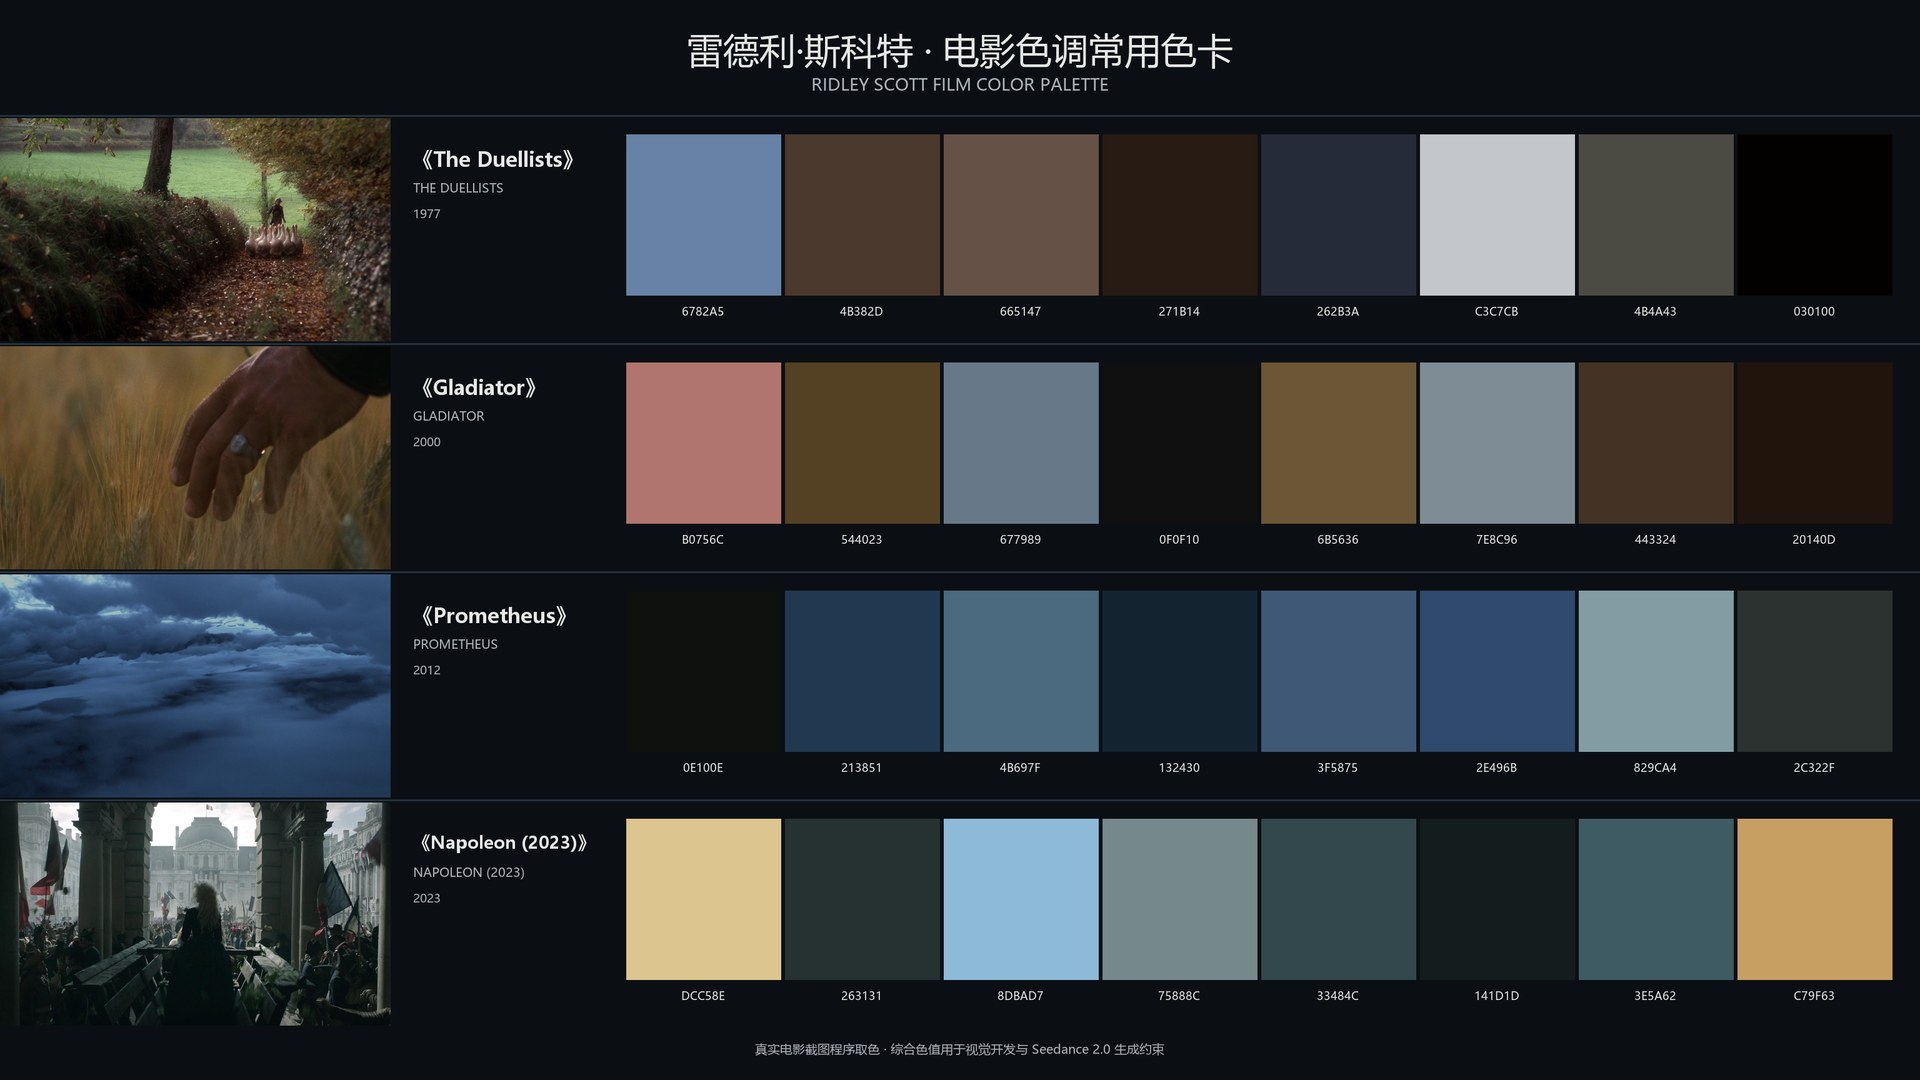 雷德利·斯科特 · 电影色调常用色卡
RIDLEY SCOTT FILM COLOR PALETTE
《The Duellists》
THE DUELLISTS
1977
6782A5 4B382D 665147 271B14 262B3A C3C7CB 4B4A43 030100
《Gladiator》
GLADIATOR
2000
B0756C 544023 677989 0F0F10 6B5636 7E8C96 443324 20140D
《Prometheus》
PROMETHEUS
2012
0E100E 213851 4B697F 132430 3F5875 2E496B 829CA4 2C322F
《Napoleon (2023)》
NAPOLEON (2023)
2023
DCC58E 263131 8DBAD7 75888C 33484C 141D1D 3E5A62 C79F63
真实电影截图程序取色 · 综合色值用于视觉开发与 Seedance 2.0 生成约束